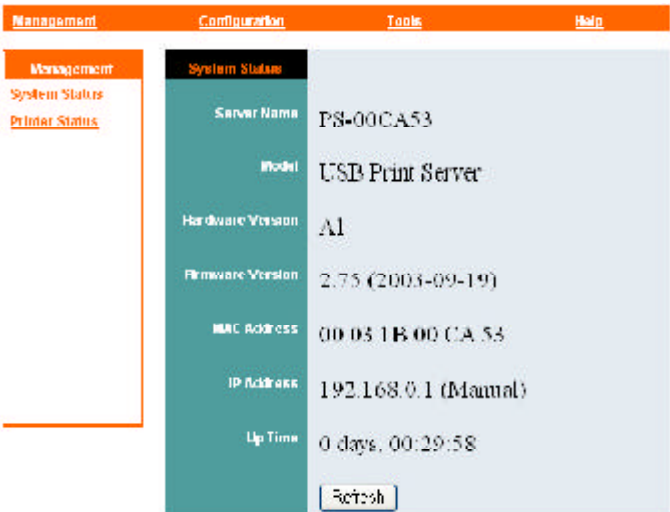 Management Configuration Tools Help
Management
System Status
Printer Status
System Status
Server Name PS-00CA53
Model USB Print Server
Hardware Version A1
Firmware Version 2.75 (2003-09-19)
MAC Address 00 03 1B 00 CA 53
IP Address 192.168.0.1 (Manual)
Up Time 0 days, 00:29:58
Refresh